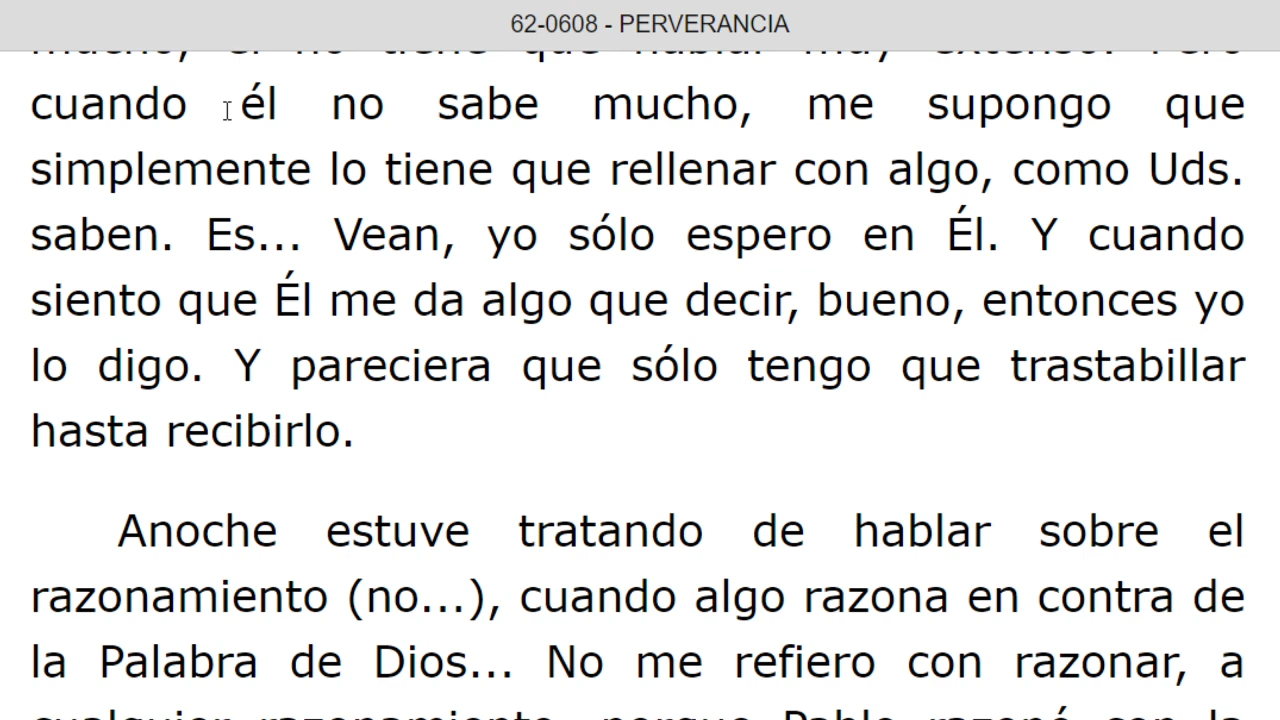 62-0608 - PERVERANCIA
cuando él no sabe mucho, me supongo que
simplemente lo tiene que rellenar con algo, como Uds.
saben. Es... Vean, yo sólo espero en Él. Y cuando
siento que Él me da algo que decir, bueno, entonces yo
lo digo. Y pareciera que sólo tengo que trastabillar
hasta recibirlo.
Anoche estuve tratando de hablar sobre el
razonamiento (no...), cuando algo razona en contra de
la Palabra de Dios... No me refiero con razonar, a